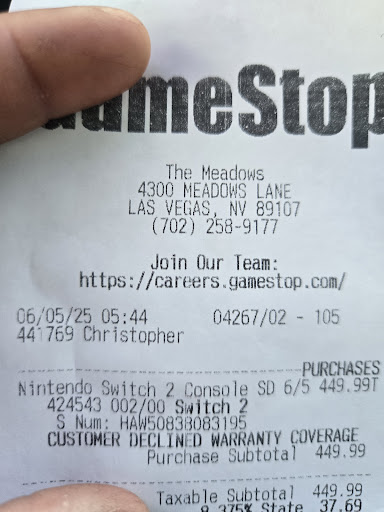 GameStop
The Meadows
4300 MEADOWS LANE
LAS VEGAS, NV 89107
(702) 258-9177
Join Our Team:
https://careers.gamestop.com/
06/05/25 05:44 04267/02 - 105
441769 Christopher
PURCHASES
Nintendo Switch 2 Console SD 6/5 449.99T
424543 002/00 Switch 2
S Num: HAW50838083195
CUSTOMER DECLINED WARRANTY COVERAGE
Purchase Subtotal 449.99
Taxable Subtotal 449.99
8.375% State 37.69